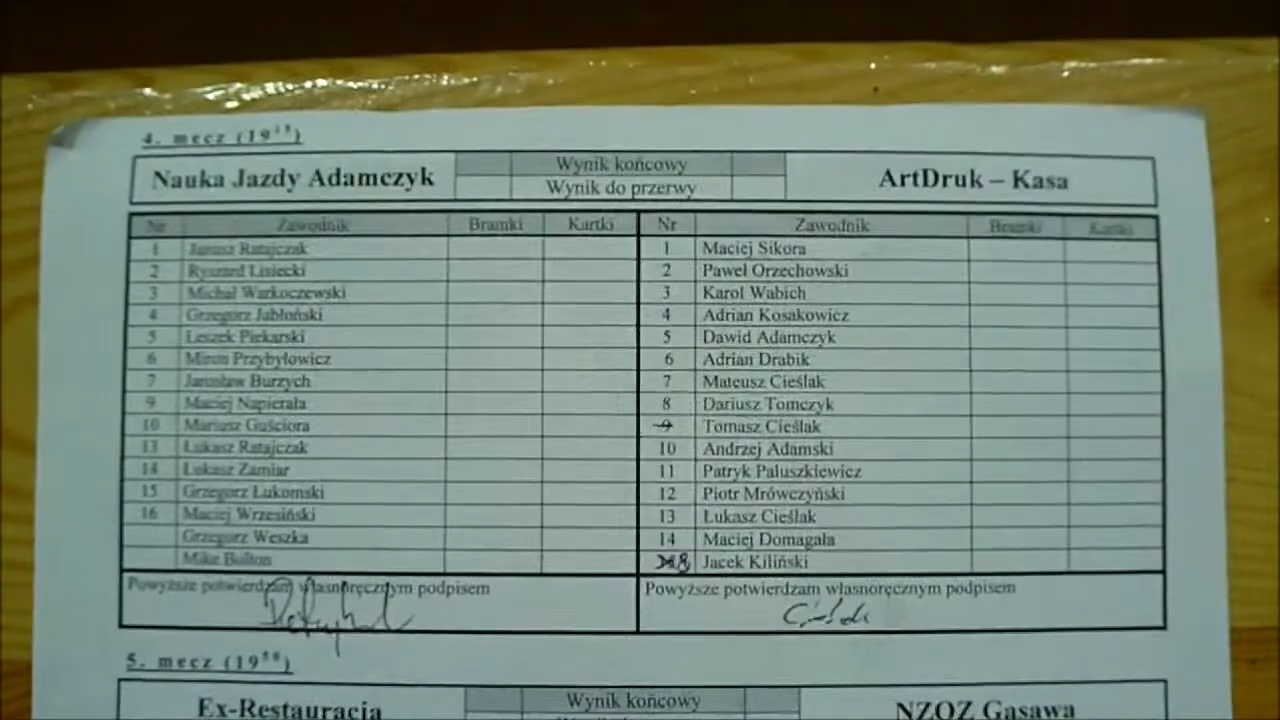 4. mecz (19
Nauka Jazdy Adamczyk Wynik końcowy ArtDruk – Kasa
Wynik do przerwy
Nr Zawodnik Bramki Kartki Nr Zawodnik Bramki Kartki
1 Janusz Ratajczak 1 Maciej Sikora
2 Ryszard Lisiecki 2 Paweł Orzechowski
3 Michał Warkoczewski 3 Karol Wabich
4 Grzegorz Jabłoński 4 Adrian Kosakowicz
5 Leszek Piekarski 5 Dawid Adamczyk
6 Miron Przybyłowicz 6 Adrian Drabik
7 Jarosław Burzych 7 Mateusz Cieślak
9 Maciej Napierała 8 Dariusz Tomczyk
10 Mariusz Guściora 9 Tomasz Cieślak
13 Łukasz Ratajczak 10 Andrzej Adamski
14 Łukasz Zamiar 11 Patryk Paluszkiewicz
15 Grzegorz Łukomski 12 Piotr Mrówczyński
16 Maciej Wrzesiński 13 Łukasz Cieślak
Grzegorz Weszka 14 Maciej Domagała
Mike Bolton Jacek Kiliński
Powyższe potwierdzam własnoręcznym podpisem Powyższe potwierdzam własnoręcznym podpisem
5. mecz (19
Ex-Restauracja Wynik końcowy NZOZ Gąsawa